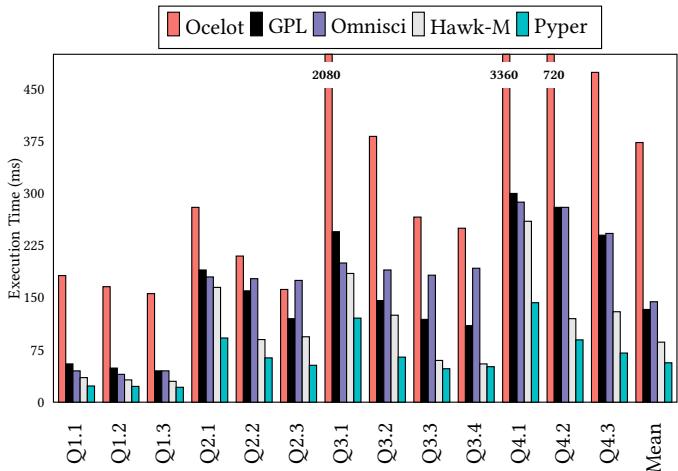 Ocelot GPL Omnisci Hawk-M Pyper
2080 3360 720
450
375
300
225
150
75
0
Execution Time (ms)
Q1.1 Q1.2 Q1.3 Q2.1 Q2.2 Q2.3 Q3.1 Q3.2 Q3.3 Q3.4 Q4.1 Q4.2 Q4.3 Mean